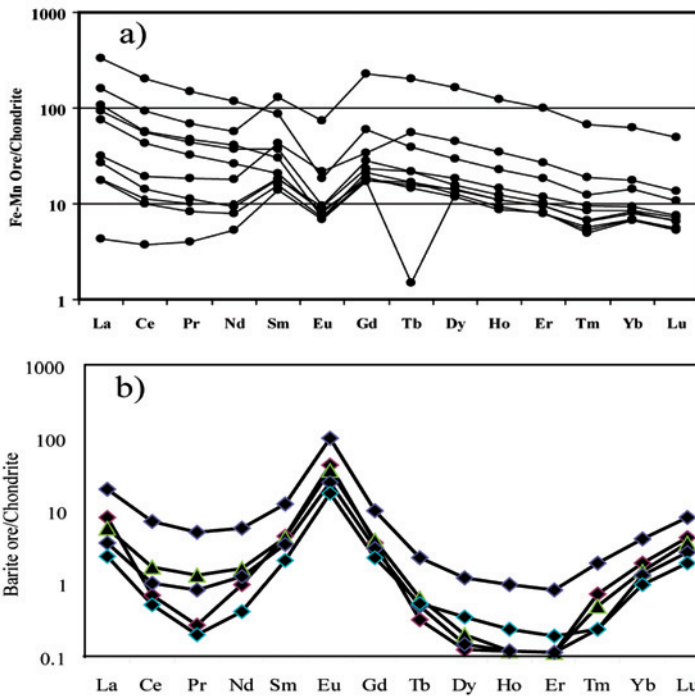 a)
Fe-Mn Ore/Chondrite
1000
100
10
1
La Ce Pr Nd Sm Eu Gd Tb Dy Ho Er Tm Yb Lu
b)
Barite ore/Chondrite
1000
100
10
1
0.1
La Ce Pr Nd Sm Eu Gd Tb Dy Ho Er Tm Yb Lu